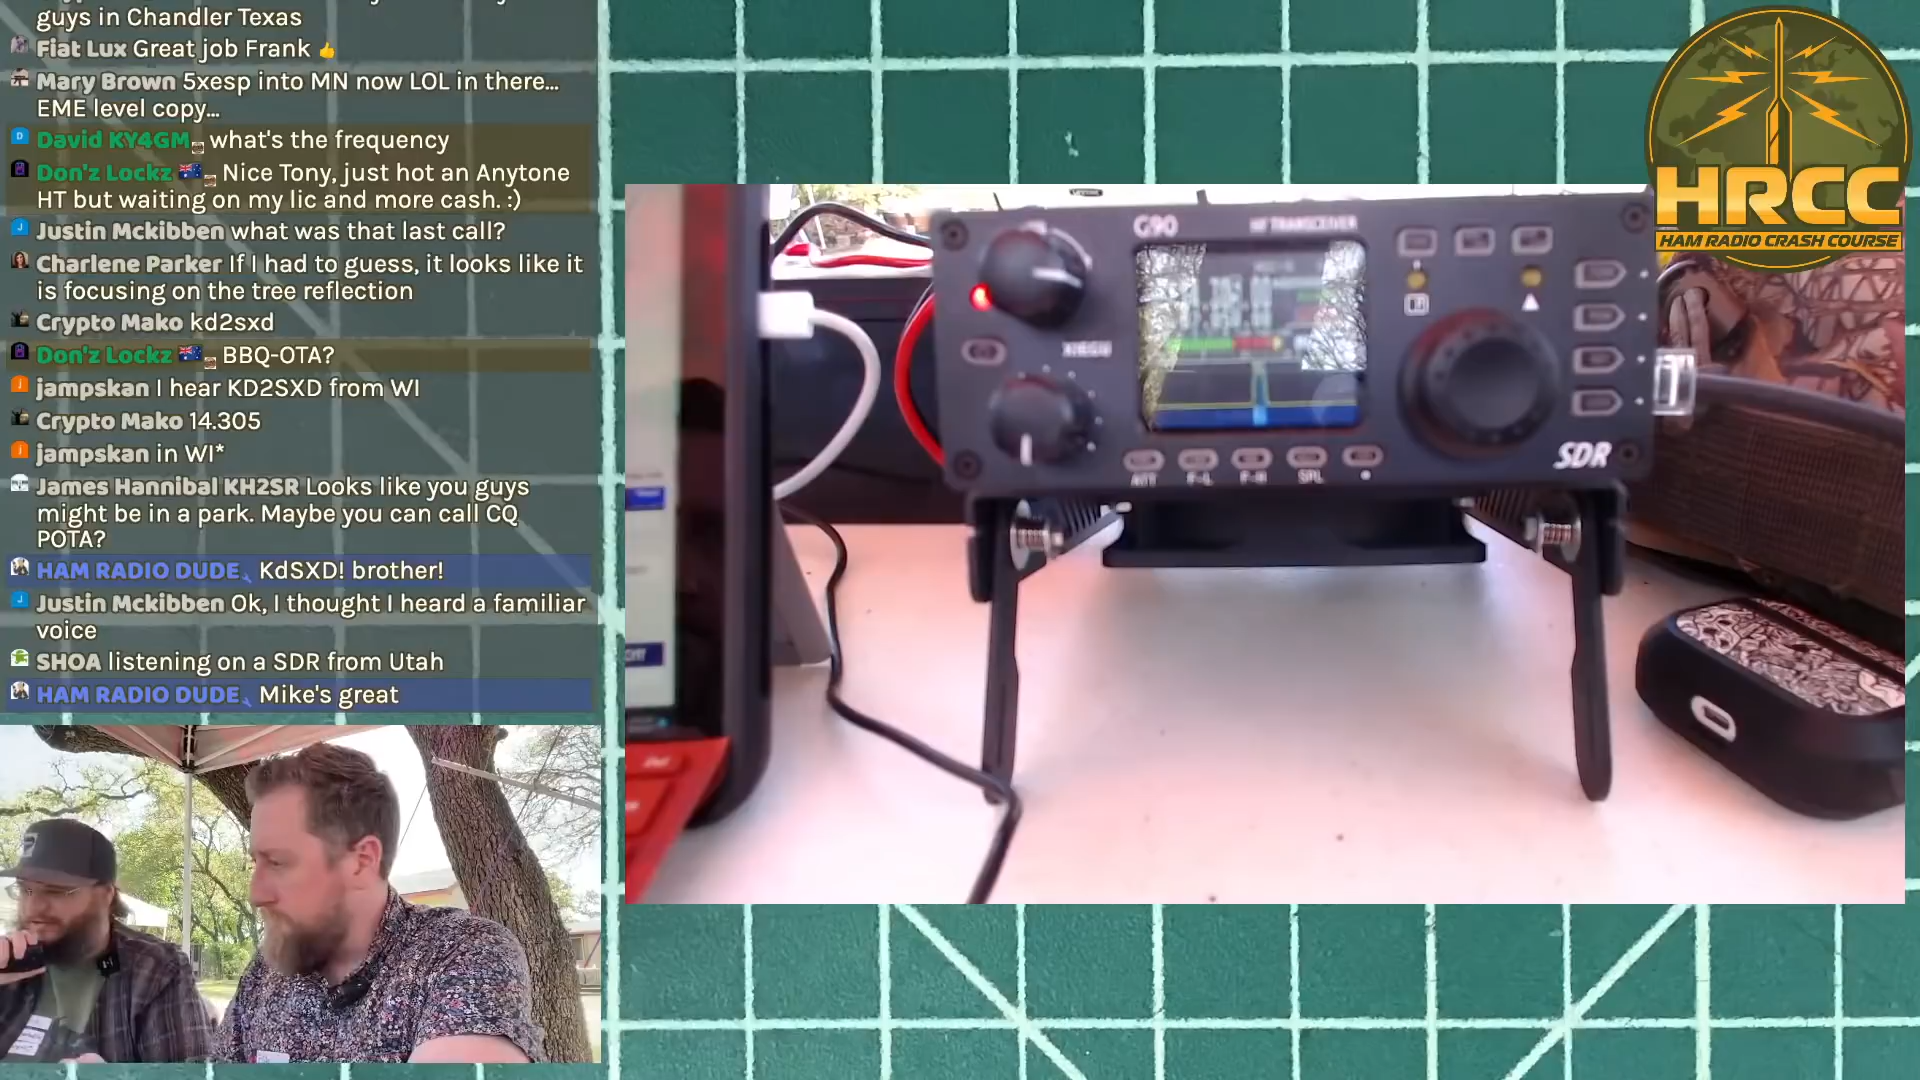 guys in Chandler Texas
Fiat Lux Great job Frank 👍
Mary Brown 5xesp into MN now LOL in there...
EME level copy...
David KY4GM what's the frequency
Don'z Lockz 🇦🇺 Nice Tony, just hot an Anytone
HT but waiting on my lic and more cash. :)
Justin Mckibben what was that last call?
Charlene Parker If I had to guess, it looks like it
is focusing on the tree reflection
Crypto Mako kd2sxd
Don'z Lockz 🇦🇺 BBQ-OTA?
jampskan I hear KD2SXD from WI
Crypto Mako 14.305
jampskan in WI*
James Hannibal KH2SR Looks like you guys
might be in a park. Maybe you can call CQ
POTA?
HAM RADIO DUDE KdSXD! brother!
Justin Mckibben Ok, I thought I heard a familiar
voice
SHOA listening on a SDR from Utah
HAM RADIO DUDE Mike's great
HRCC
HAM RADIO CRASH COURSE
G90
HF TRANSCEIVER
XIEGU
F-L
F-H
SPL
SDR